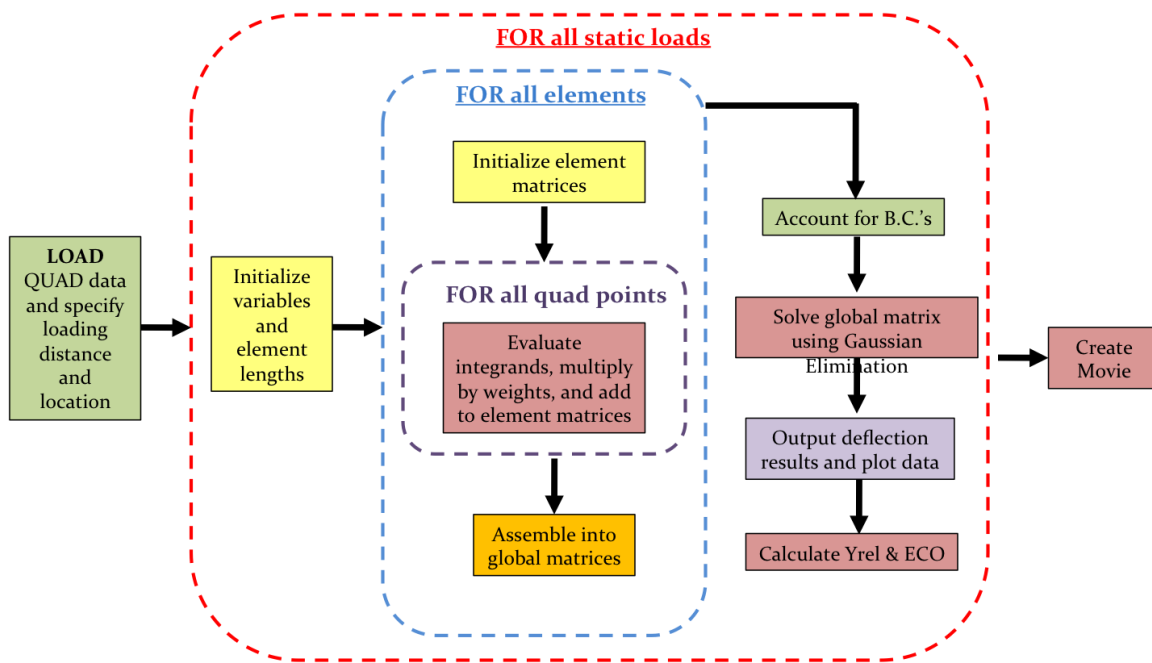 FOR all static loads
FOR all elements
Initialize element
matrices
Account for B.C.'s
LOAD
QUAD data
and specify
loading
distance
and
location
Initialize
variables
and
element
lengths
FOR all quad points
Evaluate
integrands, multiply
by weights, and add
to element matrices
Solve global matrix
using Gaussian
Elimination
Create
Movie
Output deflection
results and plot data
Assemble into
global matrices
Calculate Yrel & ECO